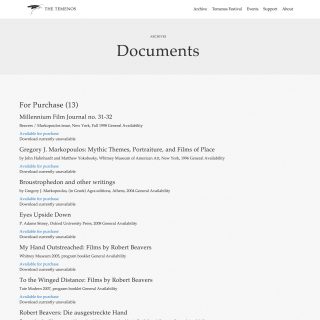 THE TEMENOS
Archive Temenos Festival Events Support About
ARCHIVE
Documents
For Purchase (13)
Millennium Film Journal no. 31-32
Beavers / Markopoulos issue, New York, Fall 1998 General Availability
Available for purchase
Download currently unavailable
Gregory J. Markopoulos: Mythic Themes, Portraiture, and Films of Place
by John Hanhardt and Matthew Yokobosky, Whitney Museum of American Art, New York, 1996 General Availability
Available for purchase
Download currently unavailable
Broustrephedon and other writings
by Gregory J. Markopoulos, (in Greek) Agra editions, Athens, 2004 General Availability
Available for purchase
Download currently unavailable
Eyes Upside Down
P. Adams Sitney, Oxford University Press, 2008 General Availability
Available for purchase
Download currently unavailable
My Hand Outreached: Films by Robert Beavers
Whitney Museum 2005, program booklet General Availability
Available for purchase
Download currently unavailable
To the Winged Distance: Films by Robert Beavers
Tate Modern 2007, program booklet General Availability
Available for purchase
Download currently unavailable
Robert Beavers: Die ausgestreckte Hand